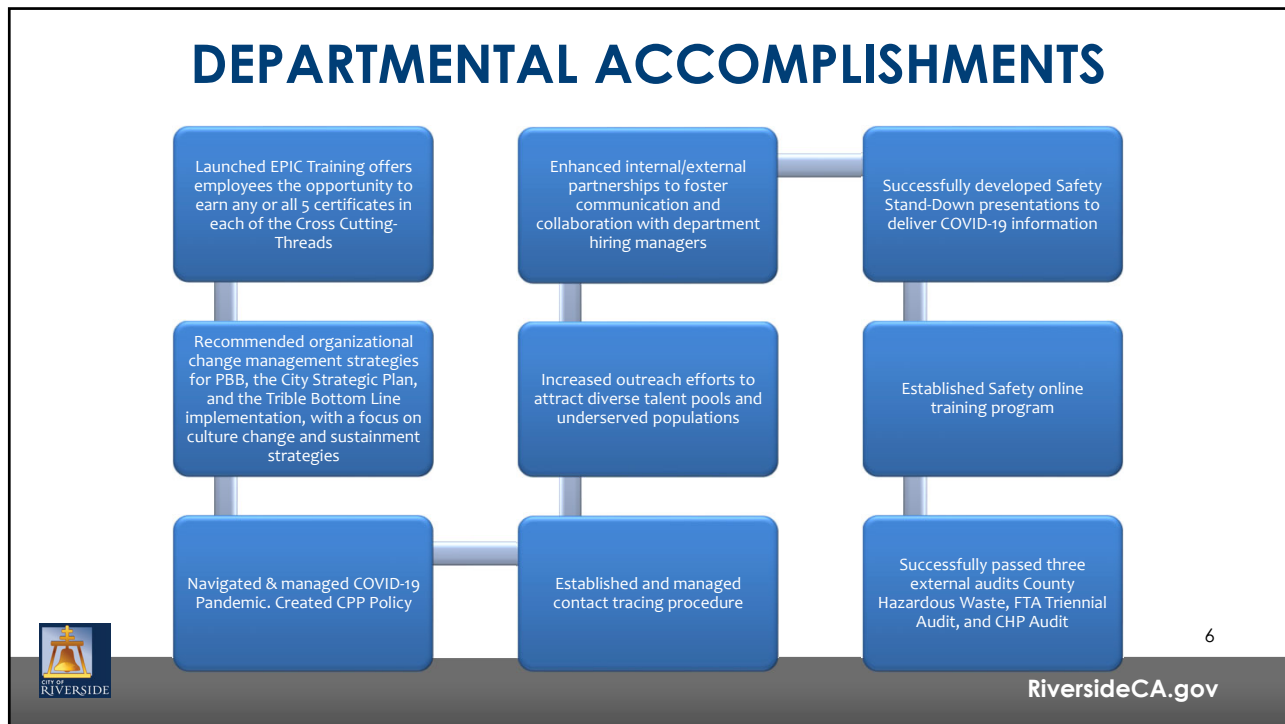 DEPARTMENTAL ACCOMPLISHMENTS
Launched EPIC Training offers
employees the opportunity to
earn any or all 5 certificates in
each of the Cross Cutting-
Threads
Recommended organizational
change management strategies
for PBB, the City Strategic Plan,
and the Trible Bottom Line
implementation, with a focus on
culture change and sustainment
strategies
Navigated & managed COVID-19
Pandemic. Created CPP Policy
Established and managed
contact tracing procedure
Increased outreach efforts to
attract diverse talent pools and
underserved populations
Enhanced internal/external
partnerships to foster
communication and
collaboration with department
hiring managers
Successfully developed Safety
Stand-Down presentations to
deliver COVID-19 information
Established Safety online
training program
Successfully passed three
external audits County
Hazardous Waste, FTA Triennial
Audit, and CHP Audit
6
CITY OF
RIVERSIDE
RiversideCA.gov